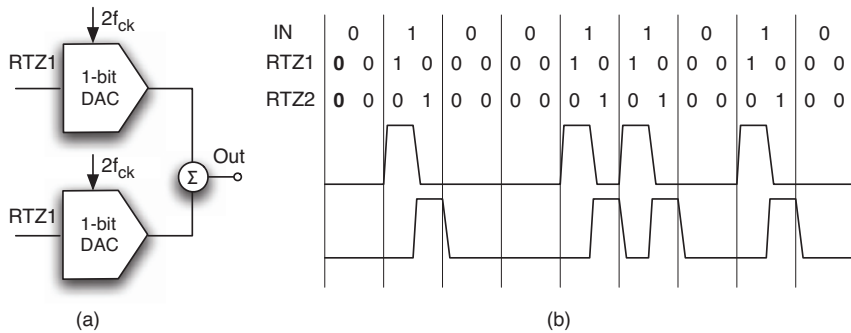 2fck
RTZ1
1-bit
DAC
2fck
RTZ1
1-bit
DAC
Σ
Out
(a)
IN 0 1 0 0 1 1 0 1 0
RTZ1 0 0 1 0 0 0 0 0 1 0 1 0 0 0 1 0 0 0
RTZ2 0 0 0 1 0 0 0 0 0 1 0 1 0 0 0 1 0 0
(b)